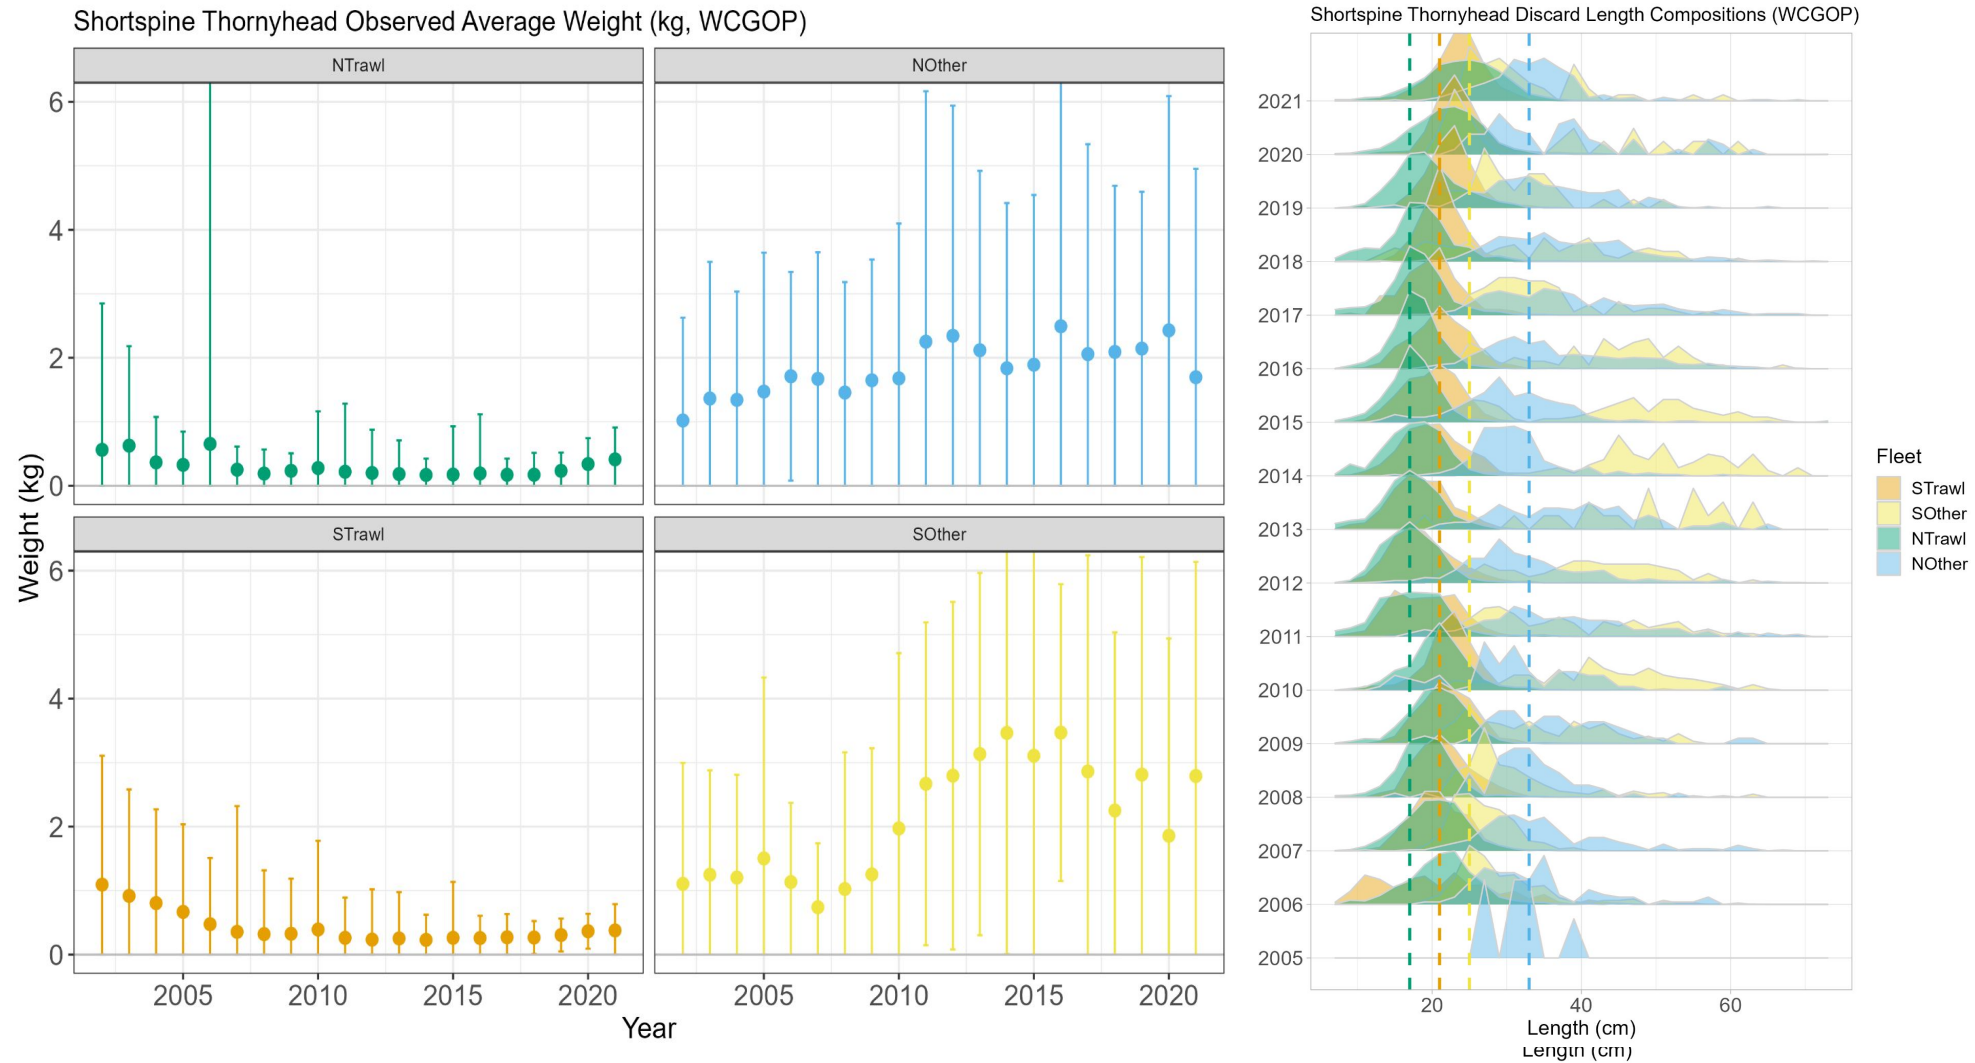 Shortspine Thornyhead Observed Average Weight (kg, WCGOP)
NTrawl
NOther
6
4
2
0
STrawl
SOther
6
4
2
0
Weight (kg)
2005 2010 2015 2020
2005 2010 2015 2020
Year
Shortspine Thornyhead Discard Length Compositions (WCGOP)
2021
2020
2019
2018
2017
2016
2015
2014
2013
2012
2011
2010
2009
2008
2007
2006
2005
20 40 60
Length (cm)
Length (cm)
Fleet
STrawl
SOther
NTrawl
NOther